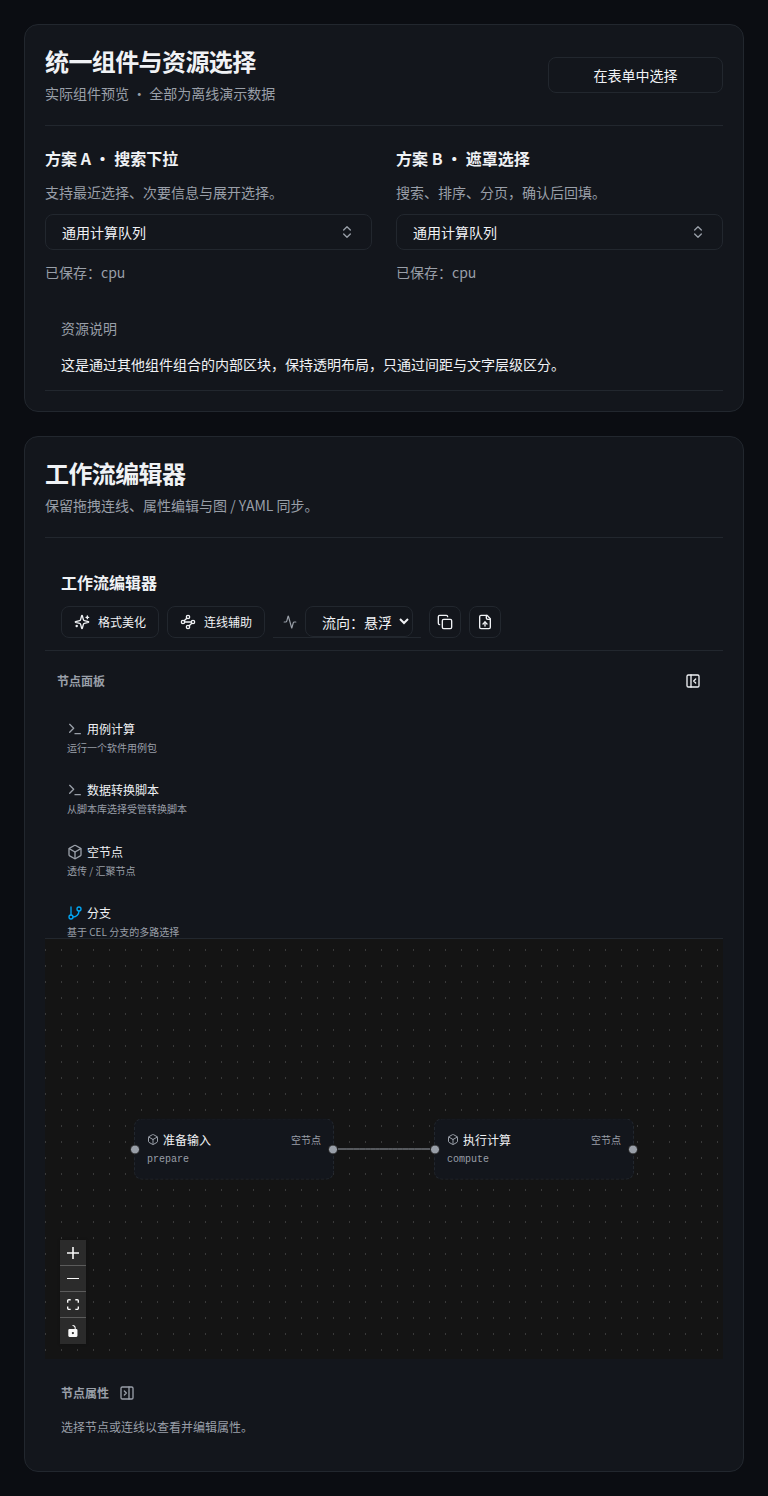 统一组件与资源选择
实际组件预览 · 全部为离线演示数据
在表单中选择
方案 A · 搜索下拉
支持最近选择、次要信息与展开选择。
通用计算队列
已保存：cpu
方案 B · 遮罩选择
搜索、排序、分页，确认后回填。
通用计算队列
已保存：cpu
资源说明
这是通过其他组件组合的内部区块，保持透明布局，只通过间距与文字层级区分。
工作流编辑器
保留拖拽连线、属性编辑与图 / YAML 同步。
工作流编辑器
格式美化
连线辅助
流向：悬浮
节点面板
用例计算
运行一个软件用例包
数据转换脚本
从脚本库选择受管转换脚本
空节点
透传 / 汇聚节点
分支
基于 CEL 分支的多路选择
准备输入 空节点
prepare
执行计算 空节点
compute
节点属性
选择节点或连线以查看并编辑属性。